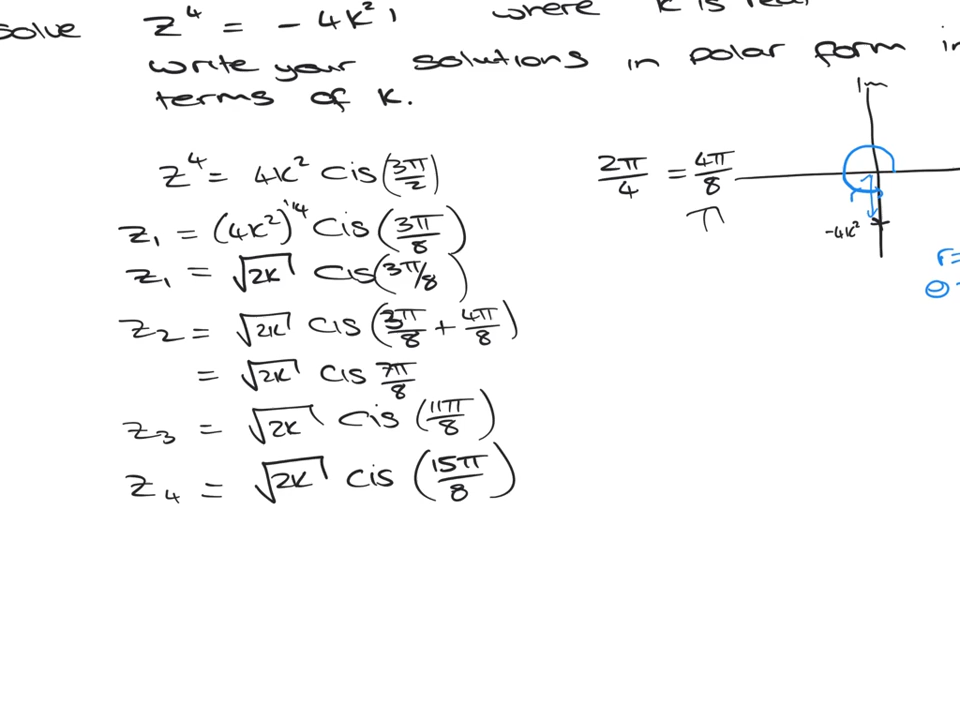 solve z⁴ = -4k²i where k is real
write your solutions in polar form in
terms of k.
Im
z⁴ = 4k² cis(3π/2)
2π/4 = 4π/8
π
-4k²
z₁ = (4k²)^1/4 cis(3π/8)
r=
z₁ = √2k cis(3π/8)
θ
z₂ = √2k cis(3π/8 + 4π/8)
= √2k cis 7π/8
z₃ = √2k cis(11π/8)
z₄ = √2k cis(15π/8)